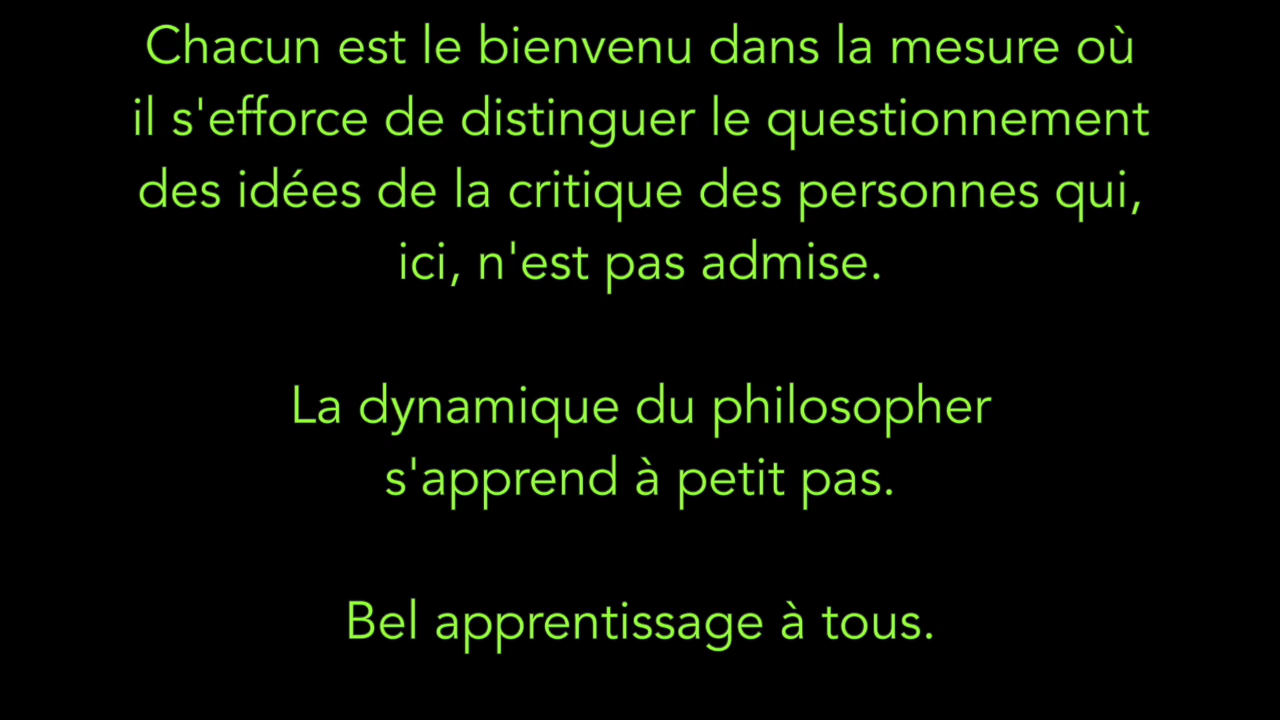 Chacun est le bienvenu dans la mesure où
il s'efforce de distinguer le questionnement
des idées de la critique des personnes qui,
ici, n'est pas admise.
La dynamique du philosopher
s'apprend à petit pas.
Bel apprentissage à tous.